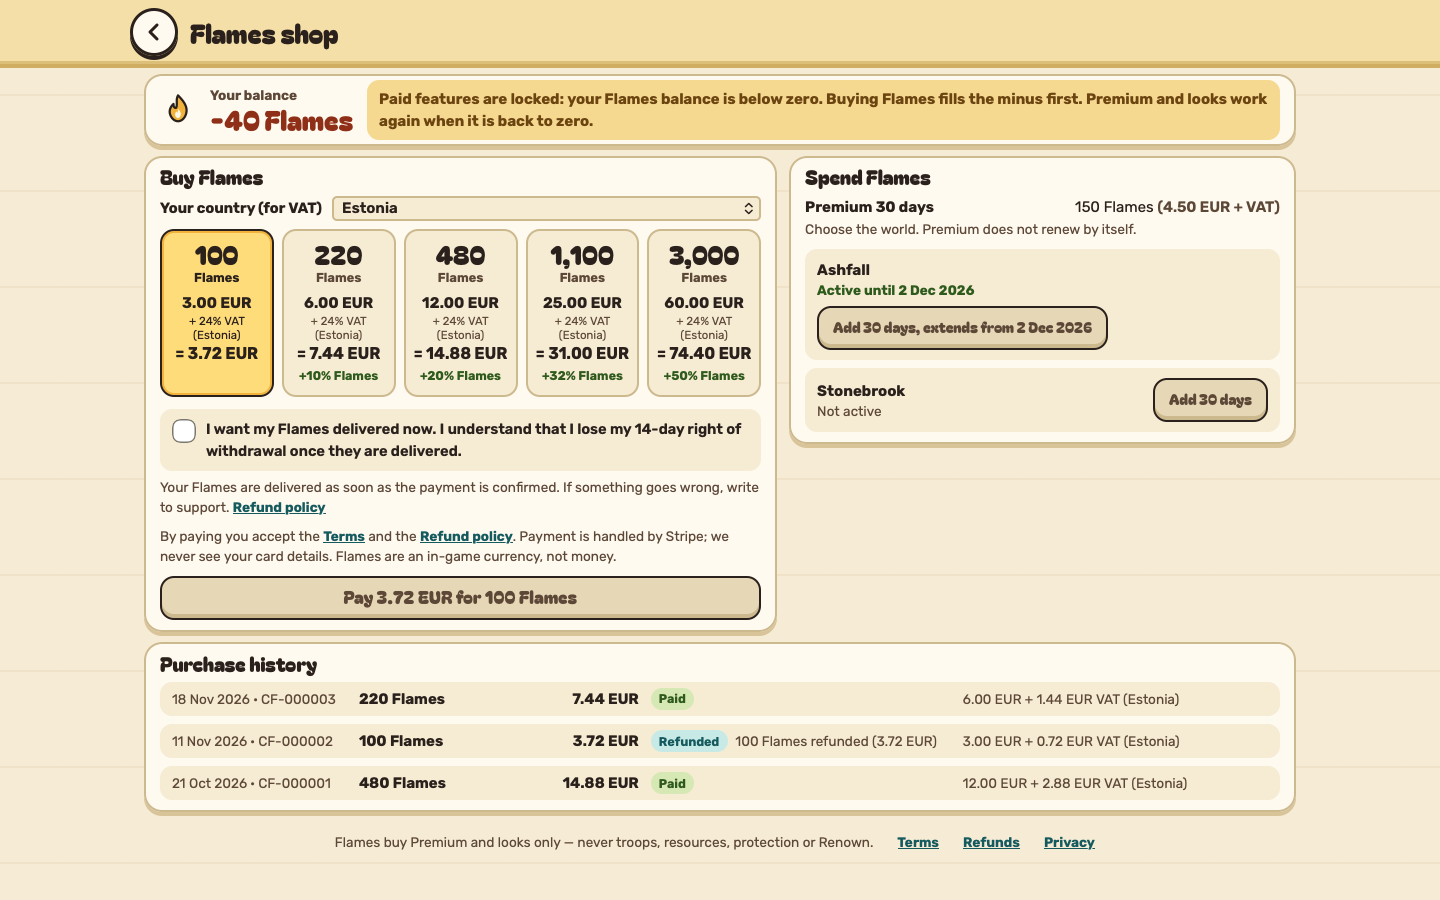 Flames shop
Your balance
-40 Flames
Paid features are locked: your Flames balance is below zero. Buying Flames fills the minus first. Premium and looks work
again when it is back to zero.
Buy Flames
Your country (for VAT)
Estonia
100
Flames
3.00 EUR
+ 24% VAT
(Estonia)
= 3.72 EUR
220
Flames
6.00 EUR
+ 24% VAT
(Estonia)
= 7.44 EUR
+10% Flames
480
Flames
12.00 EUR
+ 24% VAT
(Estonia)
= 14.88 EUR
+20% Flames
1,100
Flames
25.00 EUR
+ 24% VAT
(Estonia)
= 31.00 EUR
+32% Flames
3,000
Flames
60.00 EUR
+ 24% VAT
(Estonia)
= 74.40 EUR
+50% Flames
I want my Flames delivered now. I understand that I lose my 14-day right of
withdrawal once they are delivered.
Your Flames are delivered as soon as the payment is confirmed. If something goes wrong, write
to support. Refund policy
By paying you accept the Terms and the Refund policy. Payment is handled by Stripe; we
never see your card details. Flames are an in-game currency, not money.
Pay 3.72 EUR for 100 Flames
Spend Flames
Premium 30 days
150 Flames (4.50 EUR + VAT)
Choose the world. Premium does not renew by itself.
Ashfall
Active until 2 Dec 2026
Add 30 days, extends from 2 Dec 2026
Stonebrook
Not active
Add 30 days
Purchase history
18 Nov 2026 • CF-000003 220 Flames 7.44 EUR Paid 6.00 EUR + 1.44 EUR VAT (Estonia)
11 Nov 2026 • CF-000002 100 Flames 3.72 EUR Refunded 100 Flames refunded (3.72 EUR) 3.00 EUR + 0.72 EUR VAT (Estonia)
21 Oct 2026 • CF-000001 480 Flames 14.88 EUR Paid 12.00 EUR + 2.88 EUR VAT (Estonia)
Flames buy Premium and looks only — never troops, resources, protection or Renown. Terms Refunds Privacy